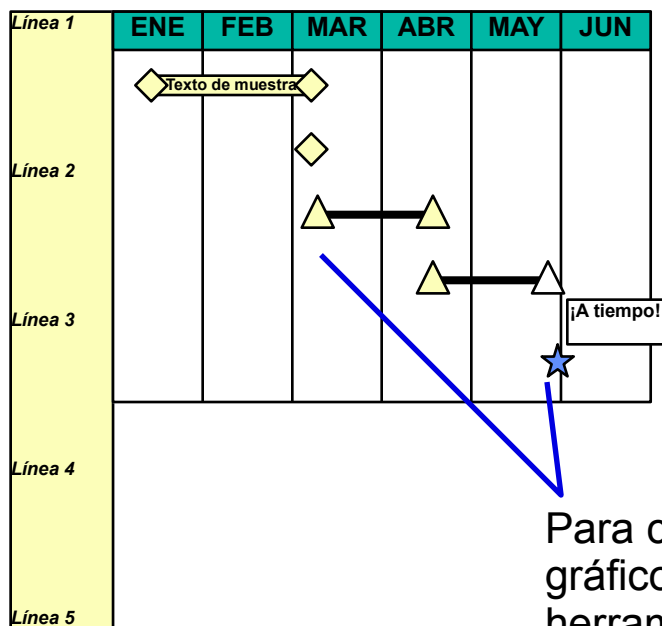 Línea 1
ENE FEB MAR ABR MAY JUN
Texto de muestra
Línea 2
Línea 3
¡A tiempo!
Línea 4
Para
gráfico
Línea 5